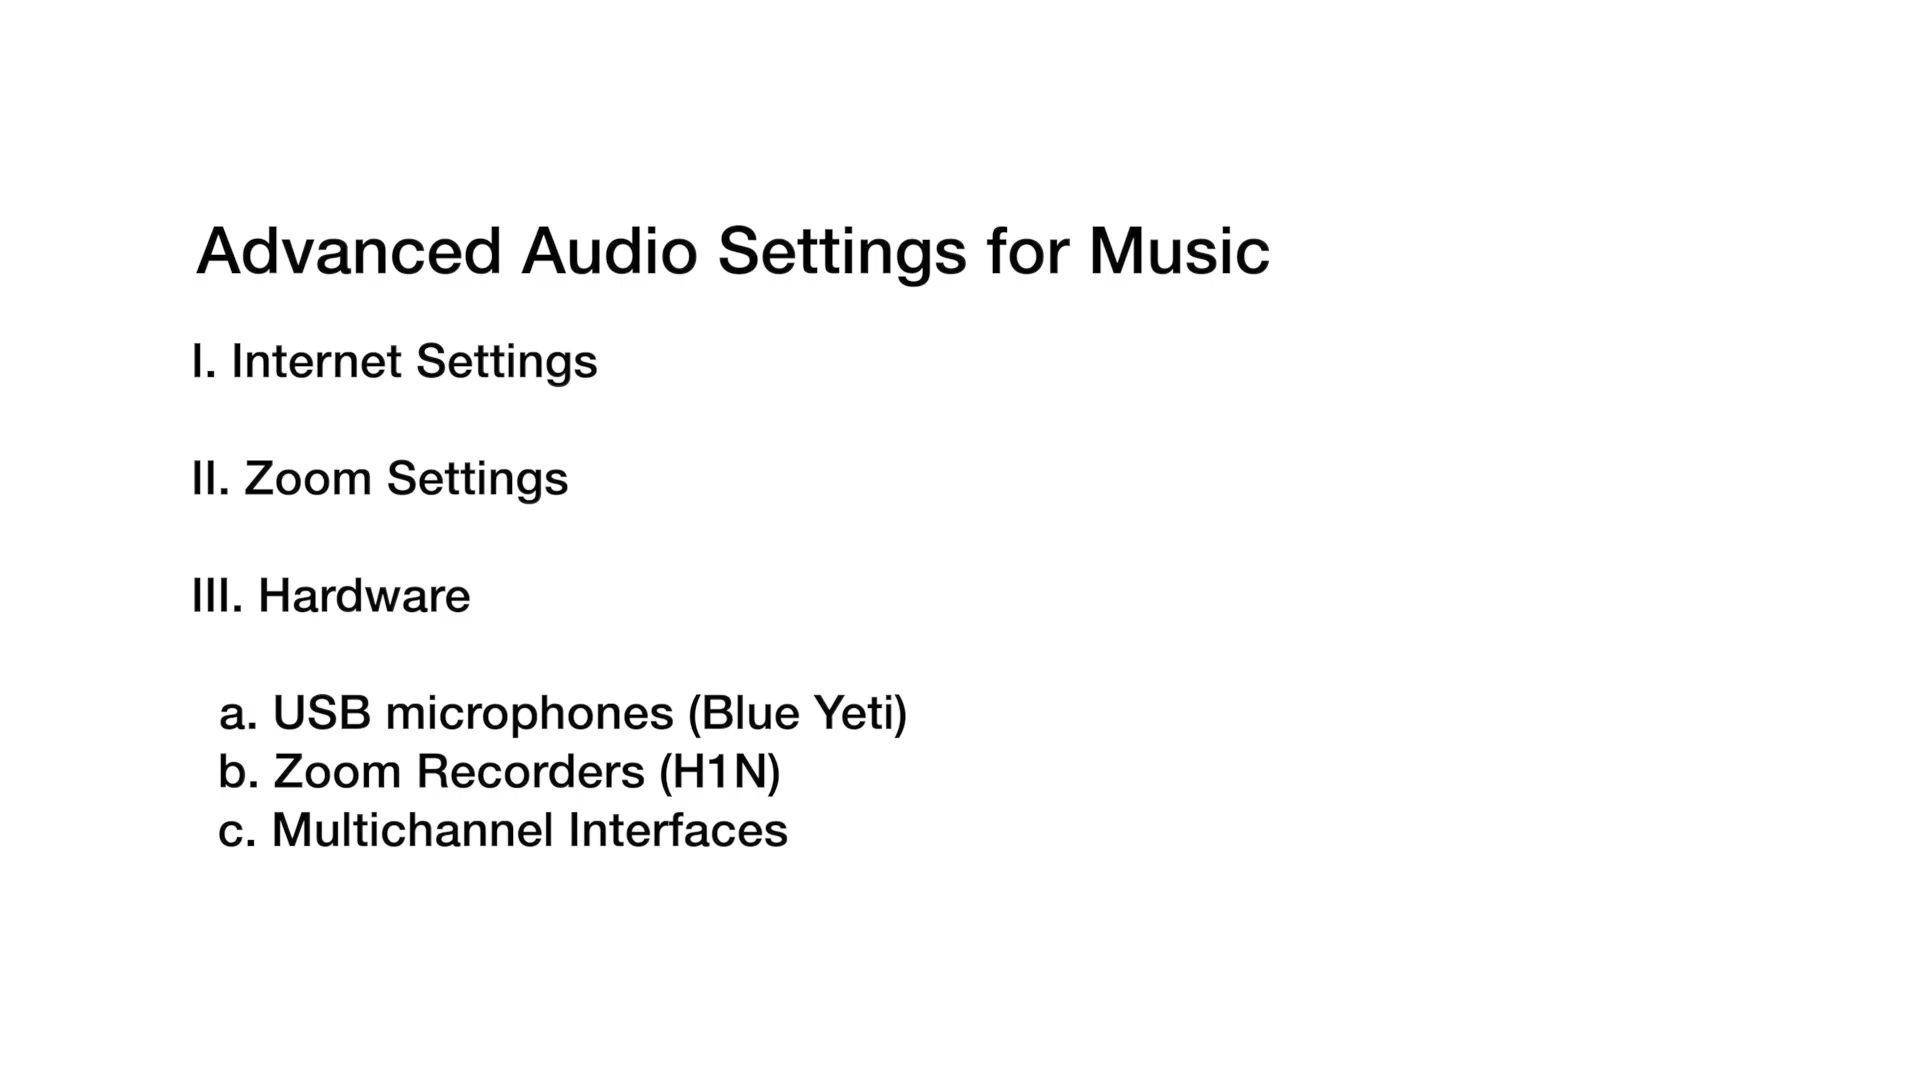 Advanced Audio Settings for Music
I. Internet Settings
II. Zoom Settings
III. Hardware
a. USB microphones (Blue Yeti)
b. Zoom Recorders (H1N)
c. Multichannel Interfaces